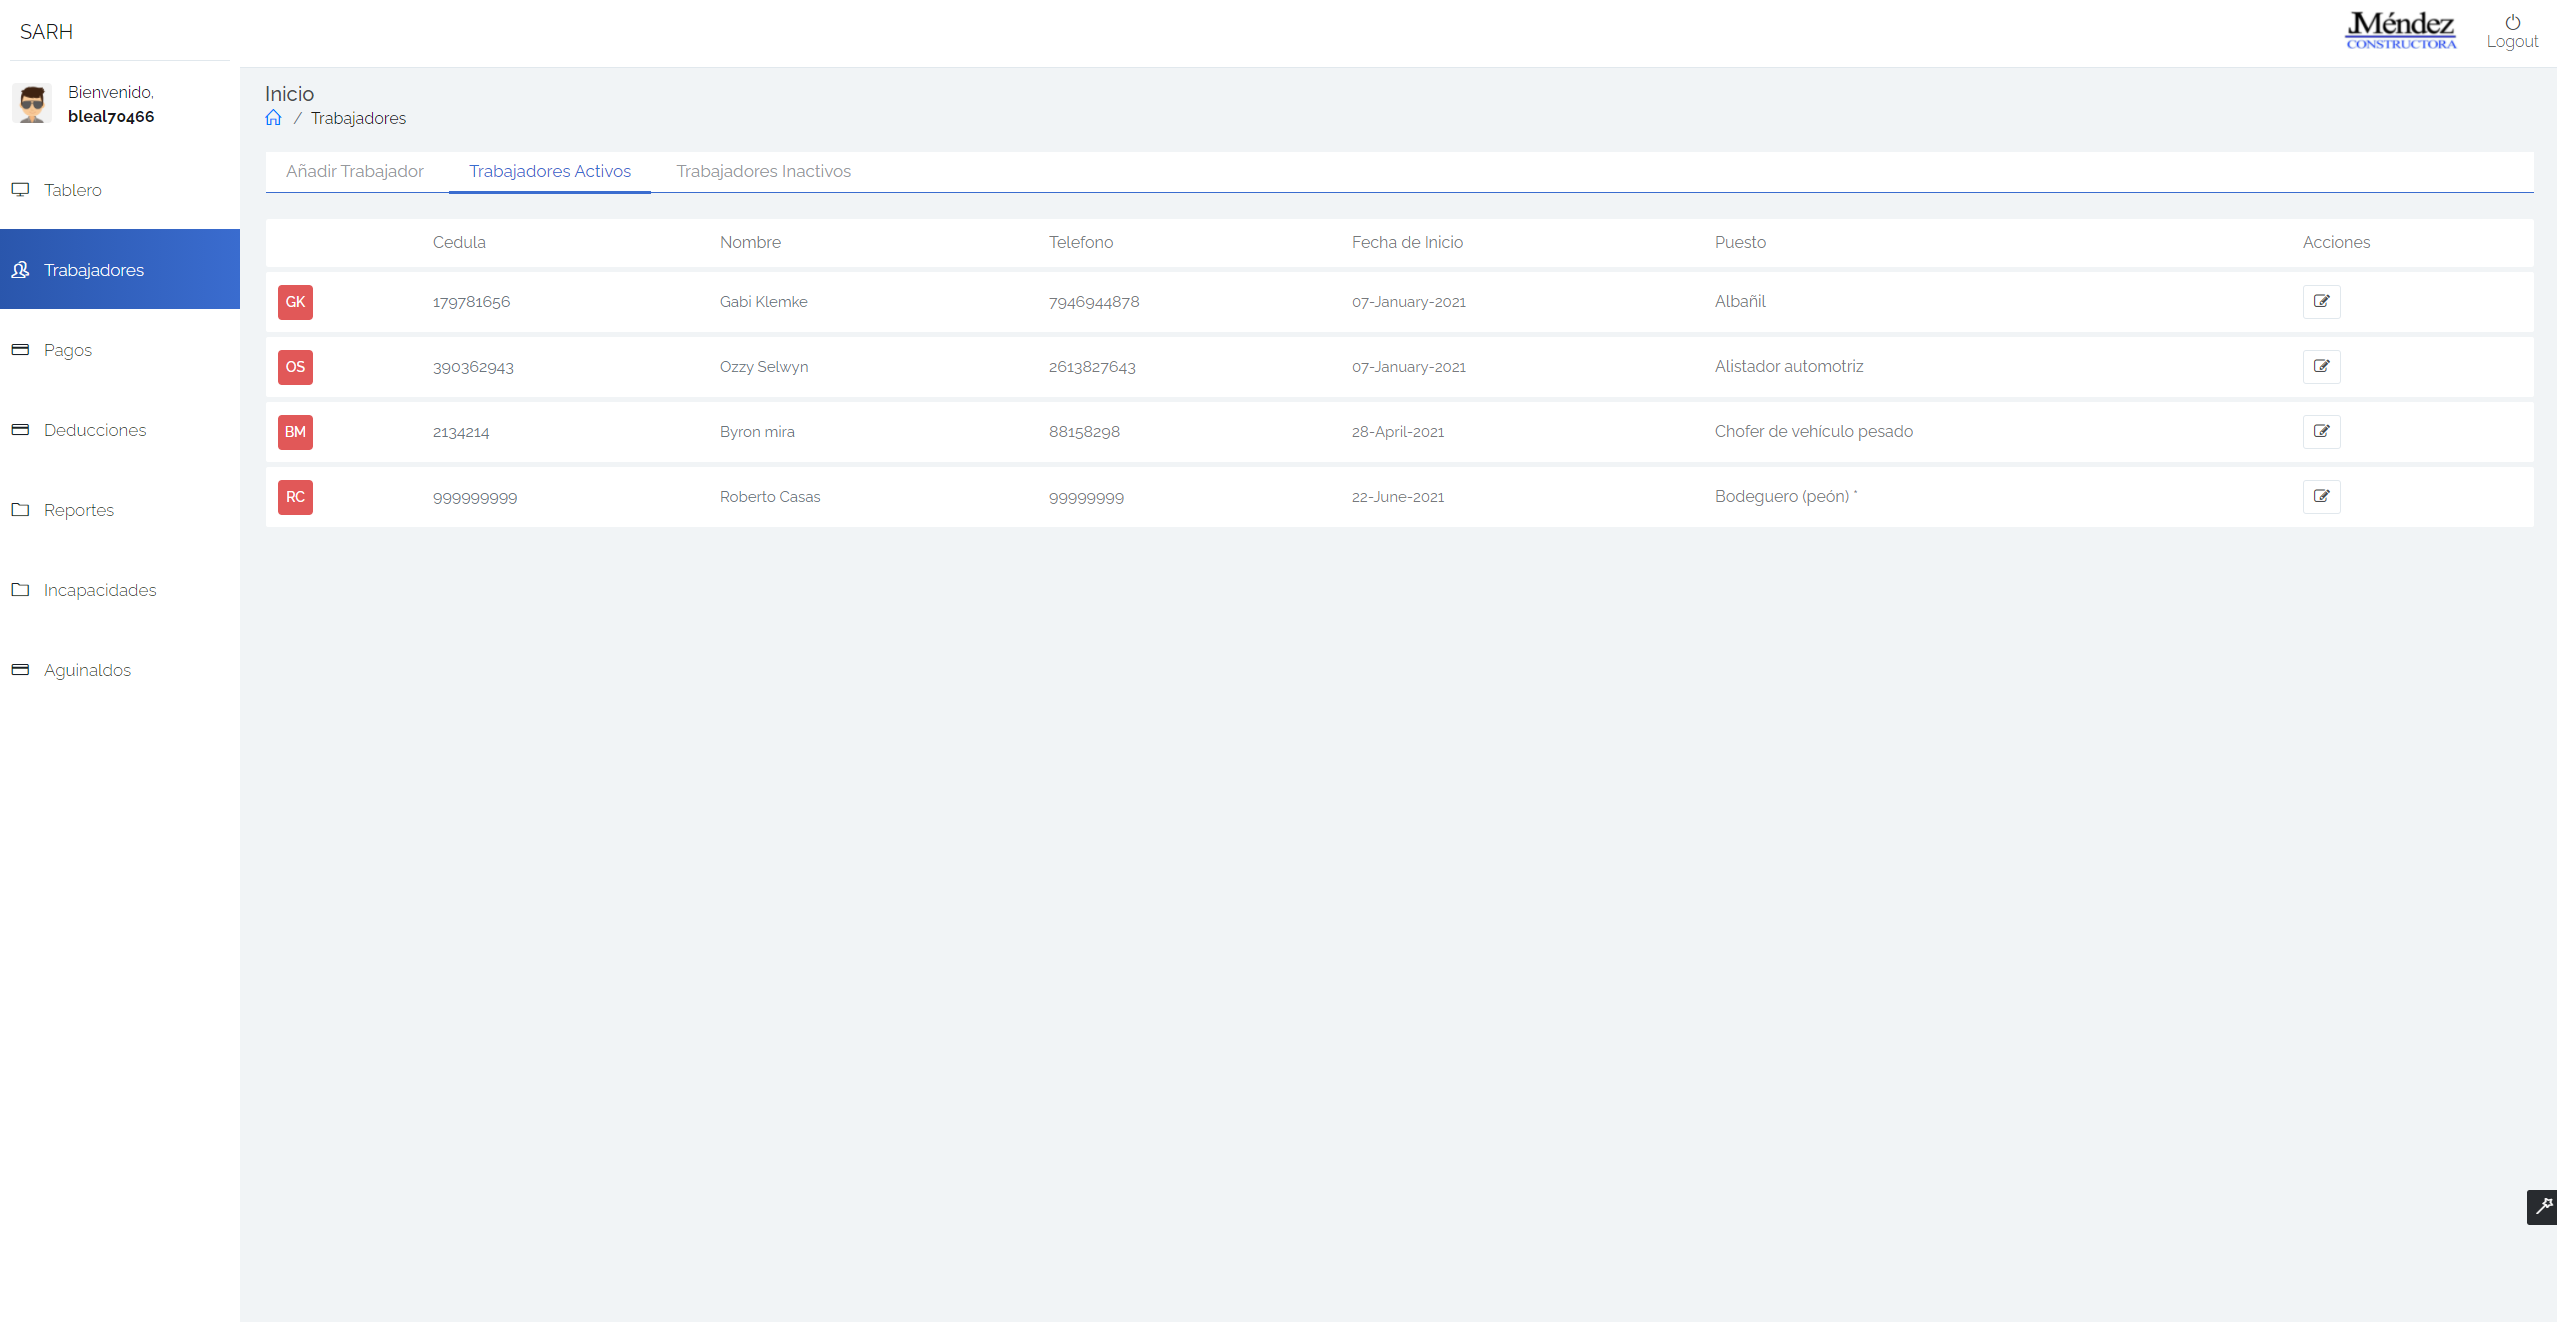 SARH
JMéndez
CONSTRUCTORA
Logout
Bienvenido,
bleal70466
Tablero
Trabajadores
Pagos
Deducciones
Reportes
Incapacidades
Aguinaldos
Inicio
/ Trabajadores
Añadir Trabajador Trabajadores Activos Trabajadores Inactivos
Cedula Nombre Telefono Fecha de Inicio Puesto Acciones
GK 179781656 Gabi Klemke 7946944878 07-January-2021 Albañil
OS 390362943 Ozzy Selwyn 2613827643 07-January-2021 Alistador automotriz
BM 2134214 Byron mira 88158298 28-April-2021 Chofer de vehículo pesado
RC 999999999 Roberto Casas 99999999 22-June-2021 Bodeguero (peón) *